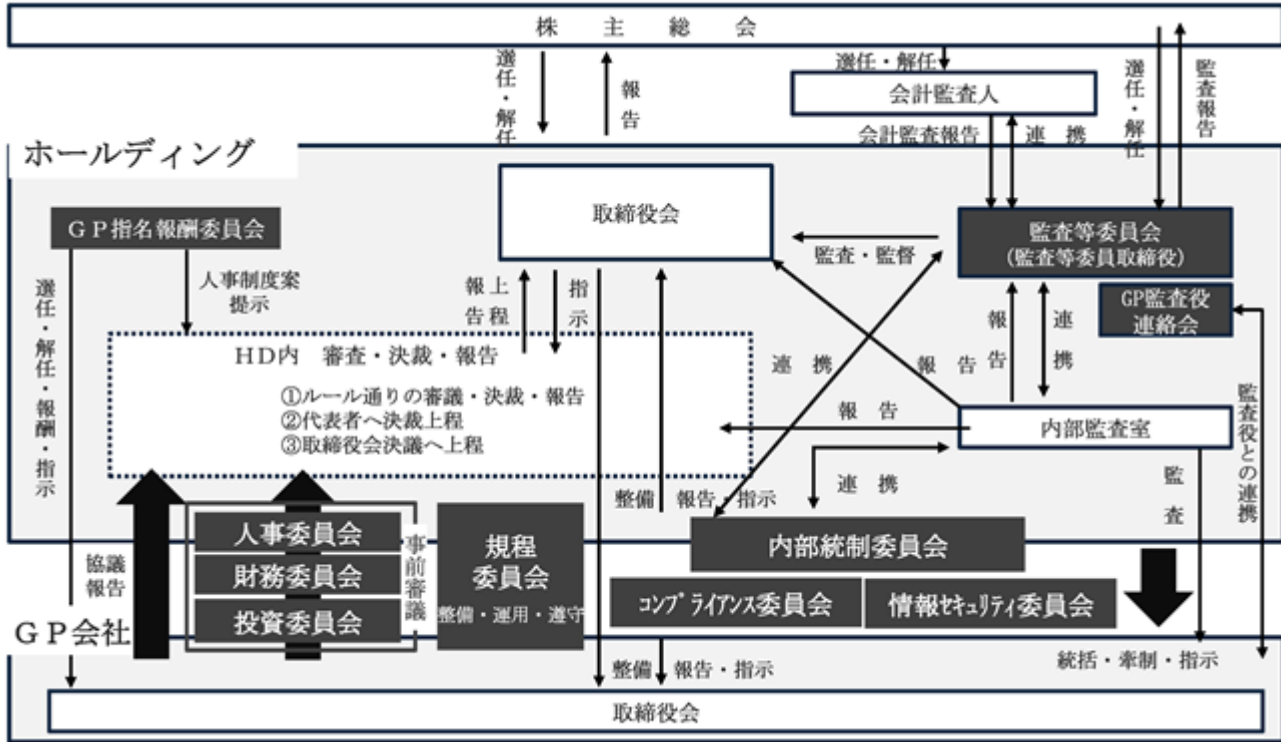 株主総会
選任・解任
報告
選任・解任
会計監査人
会計監査報告
連携
選任・解任
監査報告
ホールディング
取締役会
GP指名報酬委員会
監査等委員会
(監査等委員取締役)
監査・監督
GP監査役
連絡会
人事制度案
提示
選任・解任・報酬・指示
上程
報告
指示
報告
連携
HD内 審査・決裁・報告
①ルール通りの審議・決裁・報告
②代表者へ決裁上程
③取締役会決議へ上程
連携
報告
報告
内部監査室
連携
監査
監査役との連携
整備 報告・指示
人事委員会
財務委員会
投資委員会
事前審議
規程
委員会
整備・運用・遵守
内部統制委員会
コンプライアンス委員会
情報セキュリティ委員会
協議
報告
GP会社
整備 報告・指示
統括・牽制・指示
取締役会